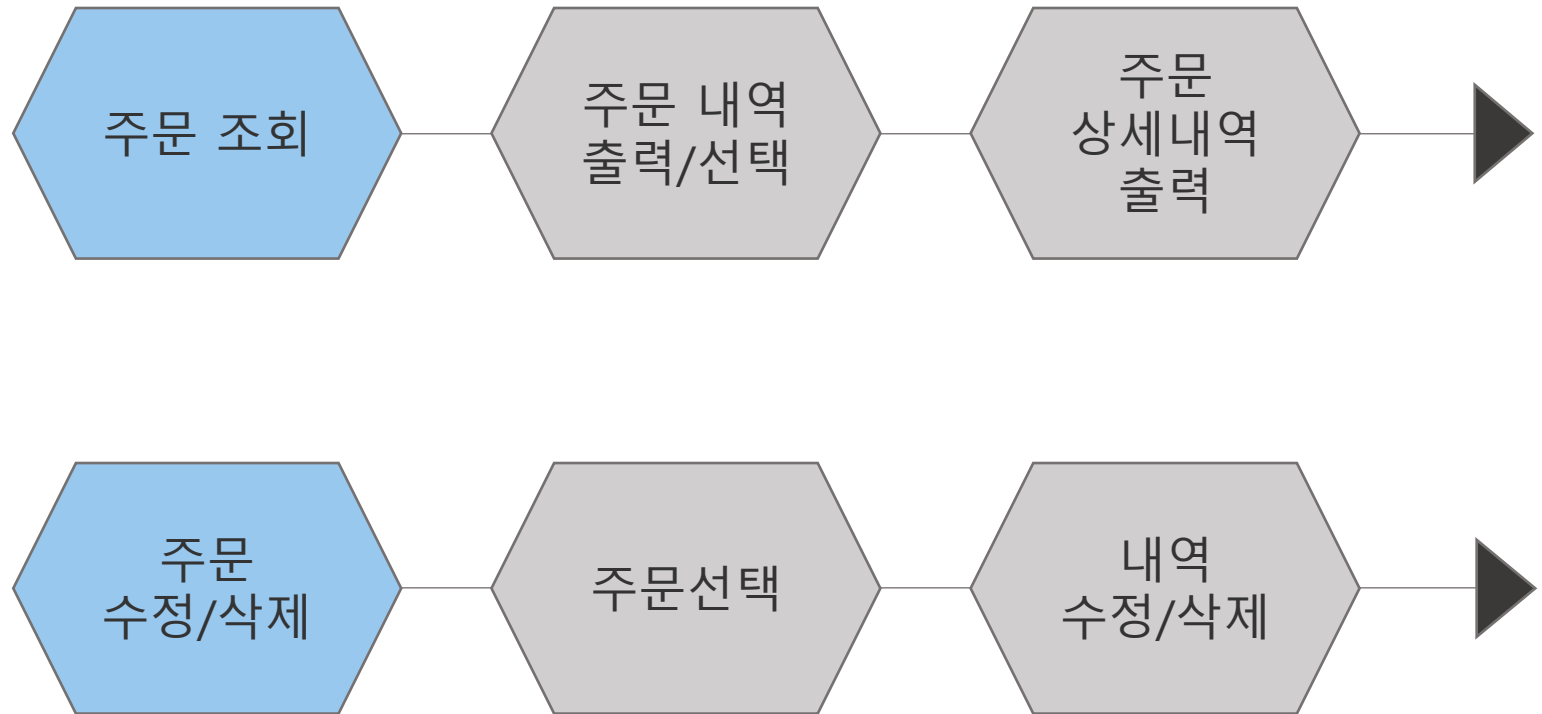 주문 조회
주문 내역
출력/선택
주문
상세내역
출력
주문
수정/삭제
주문선택
내역
수정/삭제